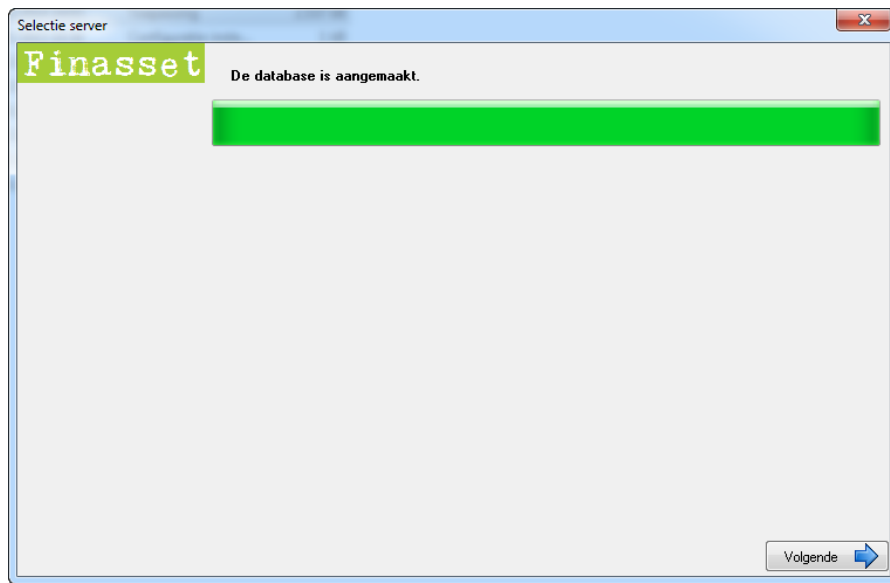 Selectie server
Finasset
De database is aangemaakt.
Volgende